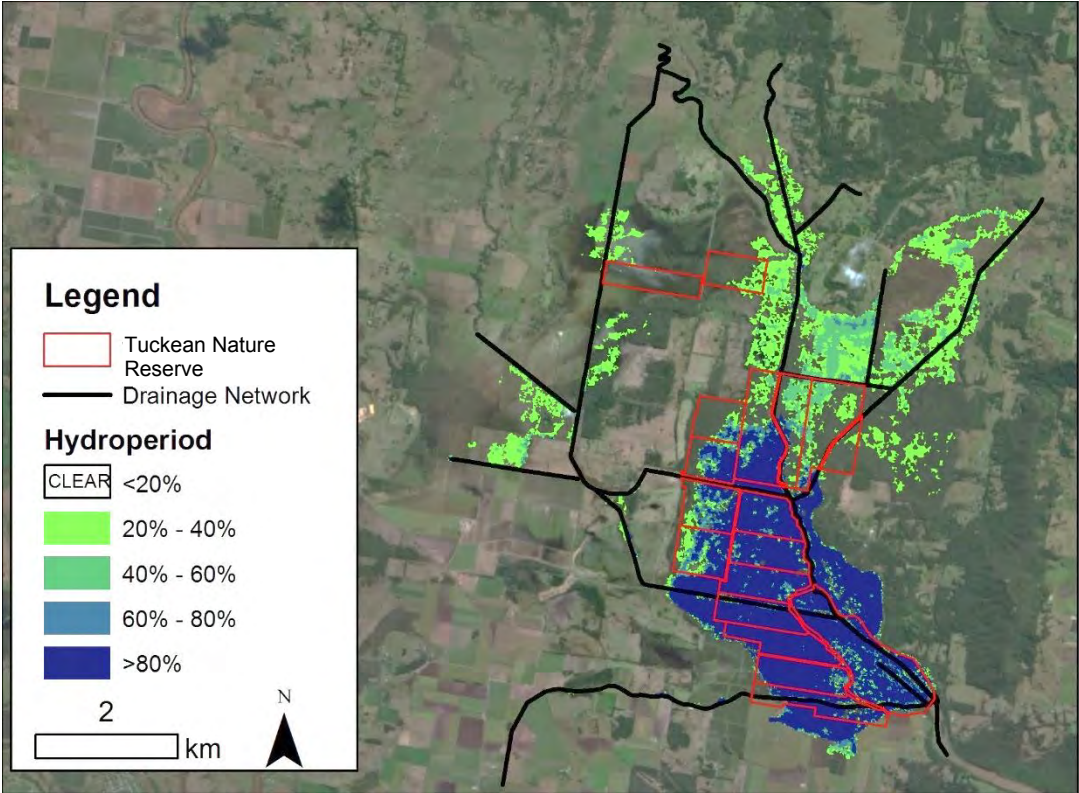 Legend
Tuckean Nature
Reserve
Drainage Network
Hydroperiod
CLEAR <20%
20% - 40%
40% - 60%
60% - 80%
>80%
2
km
N